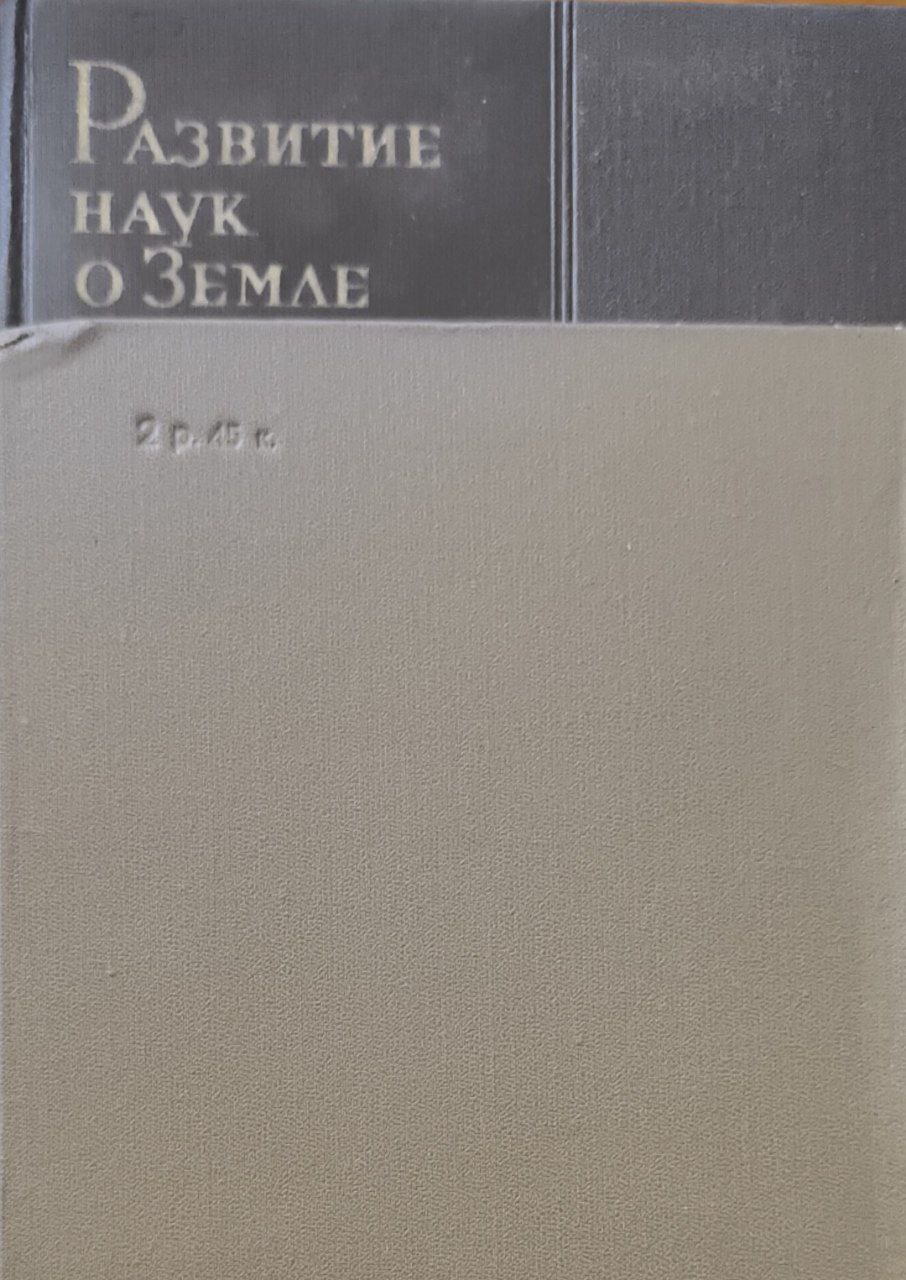 Развитие
наук
о Земле
2 р. 45 к.